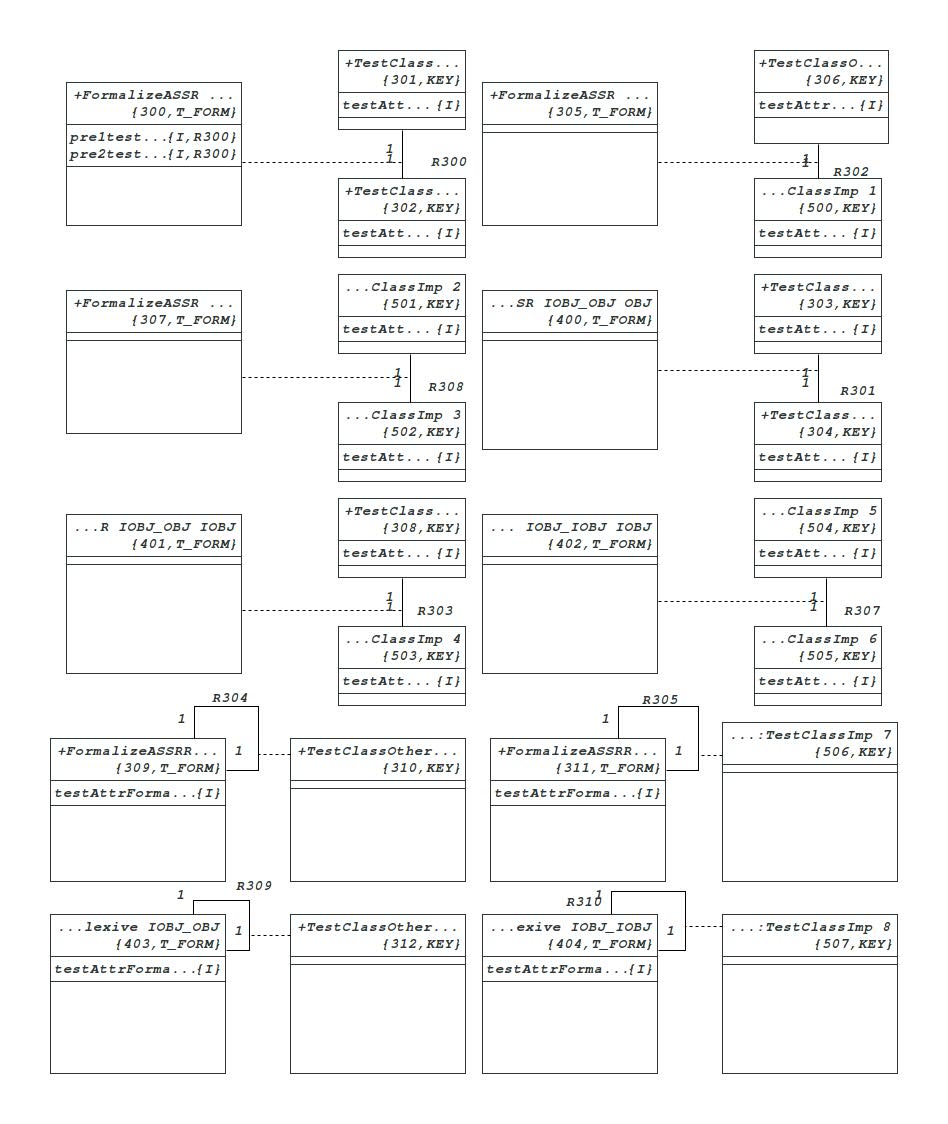 +TestClass...
{301,KEY}
testAtt... {I}
+TestClassO...
{306,KEY}
testAttr...{I}
+FormalizeASSR ...
{300,T_FORM}
pre1test...{I,R300}
pre2test...{I,R300}
+FormalizeASSR ...
{305,T_FORM}
1
1
R300
1
1
R302
+TestClass...
{302,KEY}
testAtt... {I}
...ClassImp 1
{500,KEY}
testAtt... {I}
+FormalizeASSR ...
{307,T_FORM}
...ClassImp 2
{501,KEY}
testAtt... {I}
...SR IOBJ_OBJ OBJ
{400,T_FORM}
+TestClass...
{303,KEY}
testAtt... {I}
1
1
R308
1
1
R301
...ClassImp 3
{502,KEY}
testAtt... {I}
+TestClass...
{304,KEY}
testAtt... {I}
...R IOBJ_OBJ IOBJ
{401,T_FORM}
+TestClass...
{308,KEY}
testAtt... {I}
... IOBJ_IOBJ IOBJ
{402,T_FORM}
...ClassImp 5
{504,KEY}
testAtt... {I}
1
1
R303
1
1
R307
...ClassImp 4
{503,KEY}
testAtt... {I}
...ClassImp 6
{505,KEY}
testAtt... {I}
R304
1
1
R305
1
1
+FormalizeASSRR...
{309,T_FORM}
testAttrForma...{I}
+TestClassOther...
{310,KEY}
+FormalizeASSRR...
{311,T_FORM}
testAttrForma...{I}
...:TestClassImp 7
{506,KEY}
R309
1
1
R310
1
1
...lexive IOBJ_OBJ
{403,T_FORM}
testAttrForma...{I}
+TestClassOther...
{312,KEY}
...exive IOBJ_IOBJ
{404,T_FORM}
testAttrForma...{I}
...:TestClassImp 8
{507,KEY}